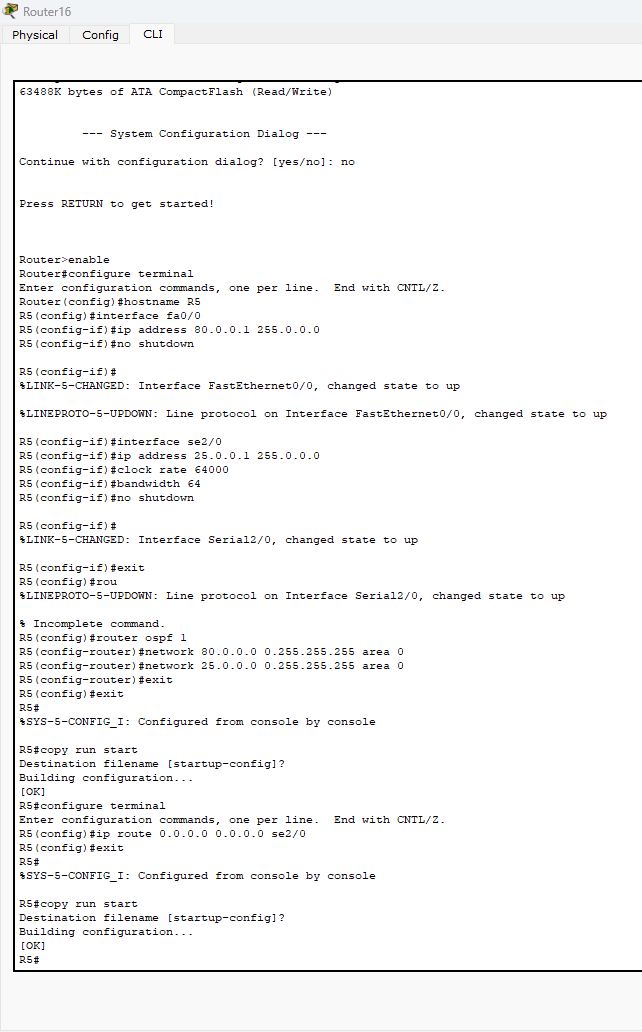 Router16
Physical Config CLI
63488K bytes of ATA CompactFlash (Read/Write)
--- System Configuration Dialog ---
Continue with configuration dialog? [yes/no]: no
Press RETURN to get started!
Router>enable
Router#configure terminal
Enter configuration commands, one per line.  End with CNTL/Z.
Router(config)#hostname R5
R5(config)#interface fa0/0
R5(config-if)#ip address 80.0.0.1 255.0.0.0
R5(config-if)#no shutdown
R5(config-if)#
%LINK-5-CHANGED: Interface FastEthernet0/0, changed state to up
%LINEPROTO-5-UPDOWN: Line protocol on Interface FastEthernet0/0, changed state to up
R5(config-if)#interface se2/0
R5(config-if)#ip address 25.0.0.1 255.0.0.0
R5(config-if)#clock rate 64000
R5(config-if)#bandwidth 64
R5(config-if)#no shutdown
R5(config-if)#
%LINK-5-CHANGED: Interface Serial2/0, changed state to up
R5(config-if)#exit
R5(config)#rou
%LINEPROTO-5-UPDOWN: Line protocol on Interface Serial2/0, changed state to up
% Incomplete command.
R5(config)#router ospf 1
R5(config-router)#network 80.0.0.0 0.255.255.255 area 0
R5(config-router)#network 25.0.0.0 0.255.255.255 area 0
R5(config-router)#exit
R5(config)#exit
R5#
%SYS-5-CONFIG_I: Configured from console by console
R5#copy run start
Destination filename [startup-config]?
Building configuration...
[OK]
R5#configure terminal
Enter configuration commands, one per line.  End with CNTL/Z.
R5(config)#ip route 0.0.0.0 0.0.0.0 se2/0
R5(config)#exit
R5#
%SYS-5-CONFIG_I: Configured from console by console
R5#copy run start
Destination filename [startup-config]?
Building configuration...
[OK]
R5#